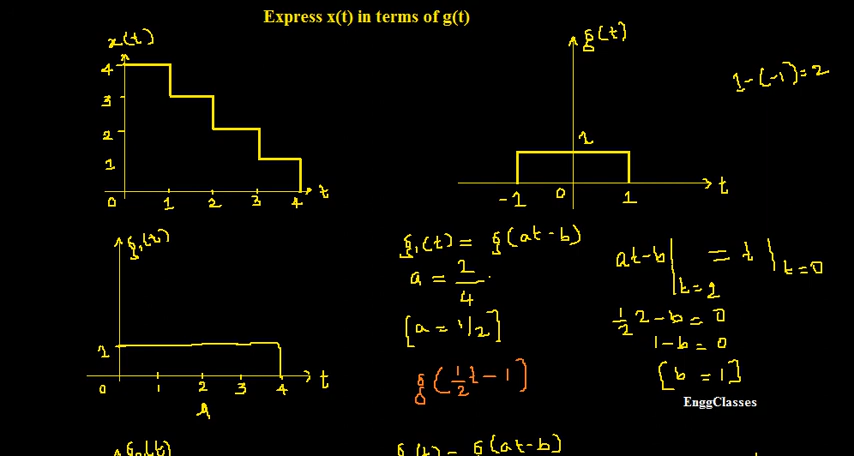 Express x(t) in terms of g(t)
x(t)
4
3
2
1
0 1 2 3 4 t
g(t)
1
-1 0 1 t
1-(-1)=2
g₁(t)
1
0 1 2 3 4 t
g₁(t) = g(at-b)
a = 2/4
[a = 1/2]
g(1/2 t - 1)
at-b|t=2 = t|t=0
1/2 2-b = 0
1-b = 0
[b = 1]
EnggClasses
g₂(t)
g(at-b)